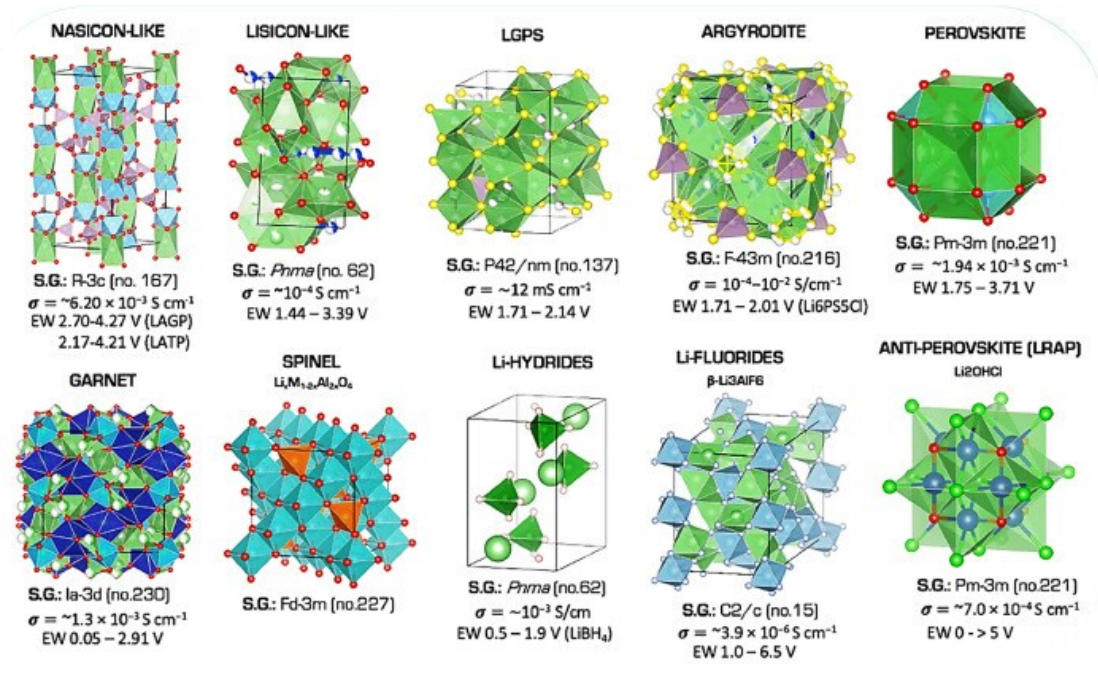 NASICON-LIKE
S.G.: R-3c (no. 167)
σ = ~6.20 × 10⁻³ S cm⁻¹
EW 2.70-4.27 V (LAGP)
2.17-4.21 V (LATP)
LISICON-LIKE
S.G.: Pnma (no. 62)
σ = ~10⁻⁴ S cm⁻¹
EW 1.44 – 3.39 V
LGPS
S.G.: P42/nm (no.137)
σ = ~12 mS cm⁻¹
EW 1.71 – 2.14 V
ARGYRODITE
S.G.: F-43m (no.216)
σ = 10⁻⁴–10⁻² S/cm⁻¹
EW 1.71 – 2.01 V (Li6PS5Cl)
PEROVSKITE
S.G.: Pm-3m (no.221)
σ = ~1.94 × 10⁻³ S cm⁻¹
EW 1.75 – 3.71 V
GARNET
S.G.: Ia-3d (no.230)
σ = ~1.3 × 10⁻³ S cm⁻¹
EW 0.05 – 2.91 V
SPINEL
LiₓM₁₋₂ₓAl₂ₓO₄
S.G.: Fd-3m (no.227)
Li-HYDRIDES
S.G.: Pnma (no.62)
σ = ~10⁻³ S/cm
EW 0.5 – 1.9 V (LiBH₄)
Li-FLUORIDES
β-Li3AlF6
S.G.: C2/c (no.15)
σ = ~3.9 × 10⁻⁶ S cm⁻¹
EW 1.0 – 6.5 V
ANTI-PEROVSKITE (LRAP)
Li2OHCl
S.G.: Pm-3m (no.221)
σ = ~7.0 × 10⁻⁴ S cm⁻¹
EW 0 - > 5 V